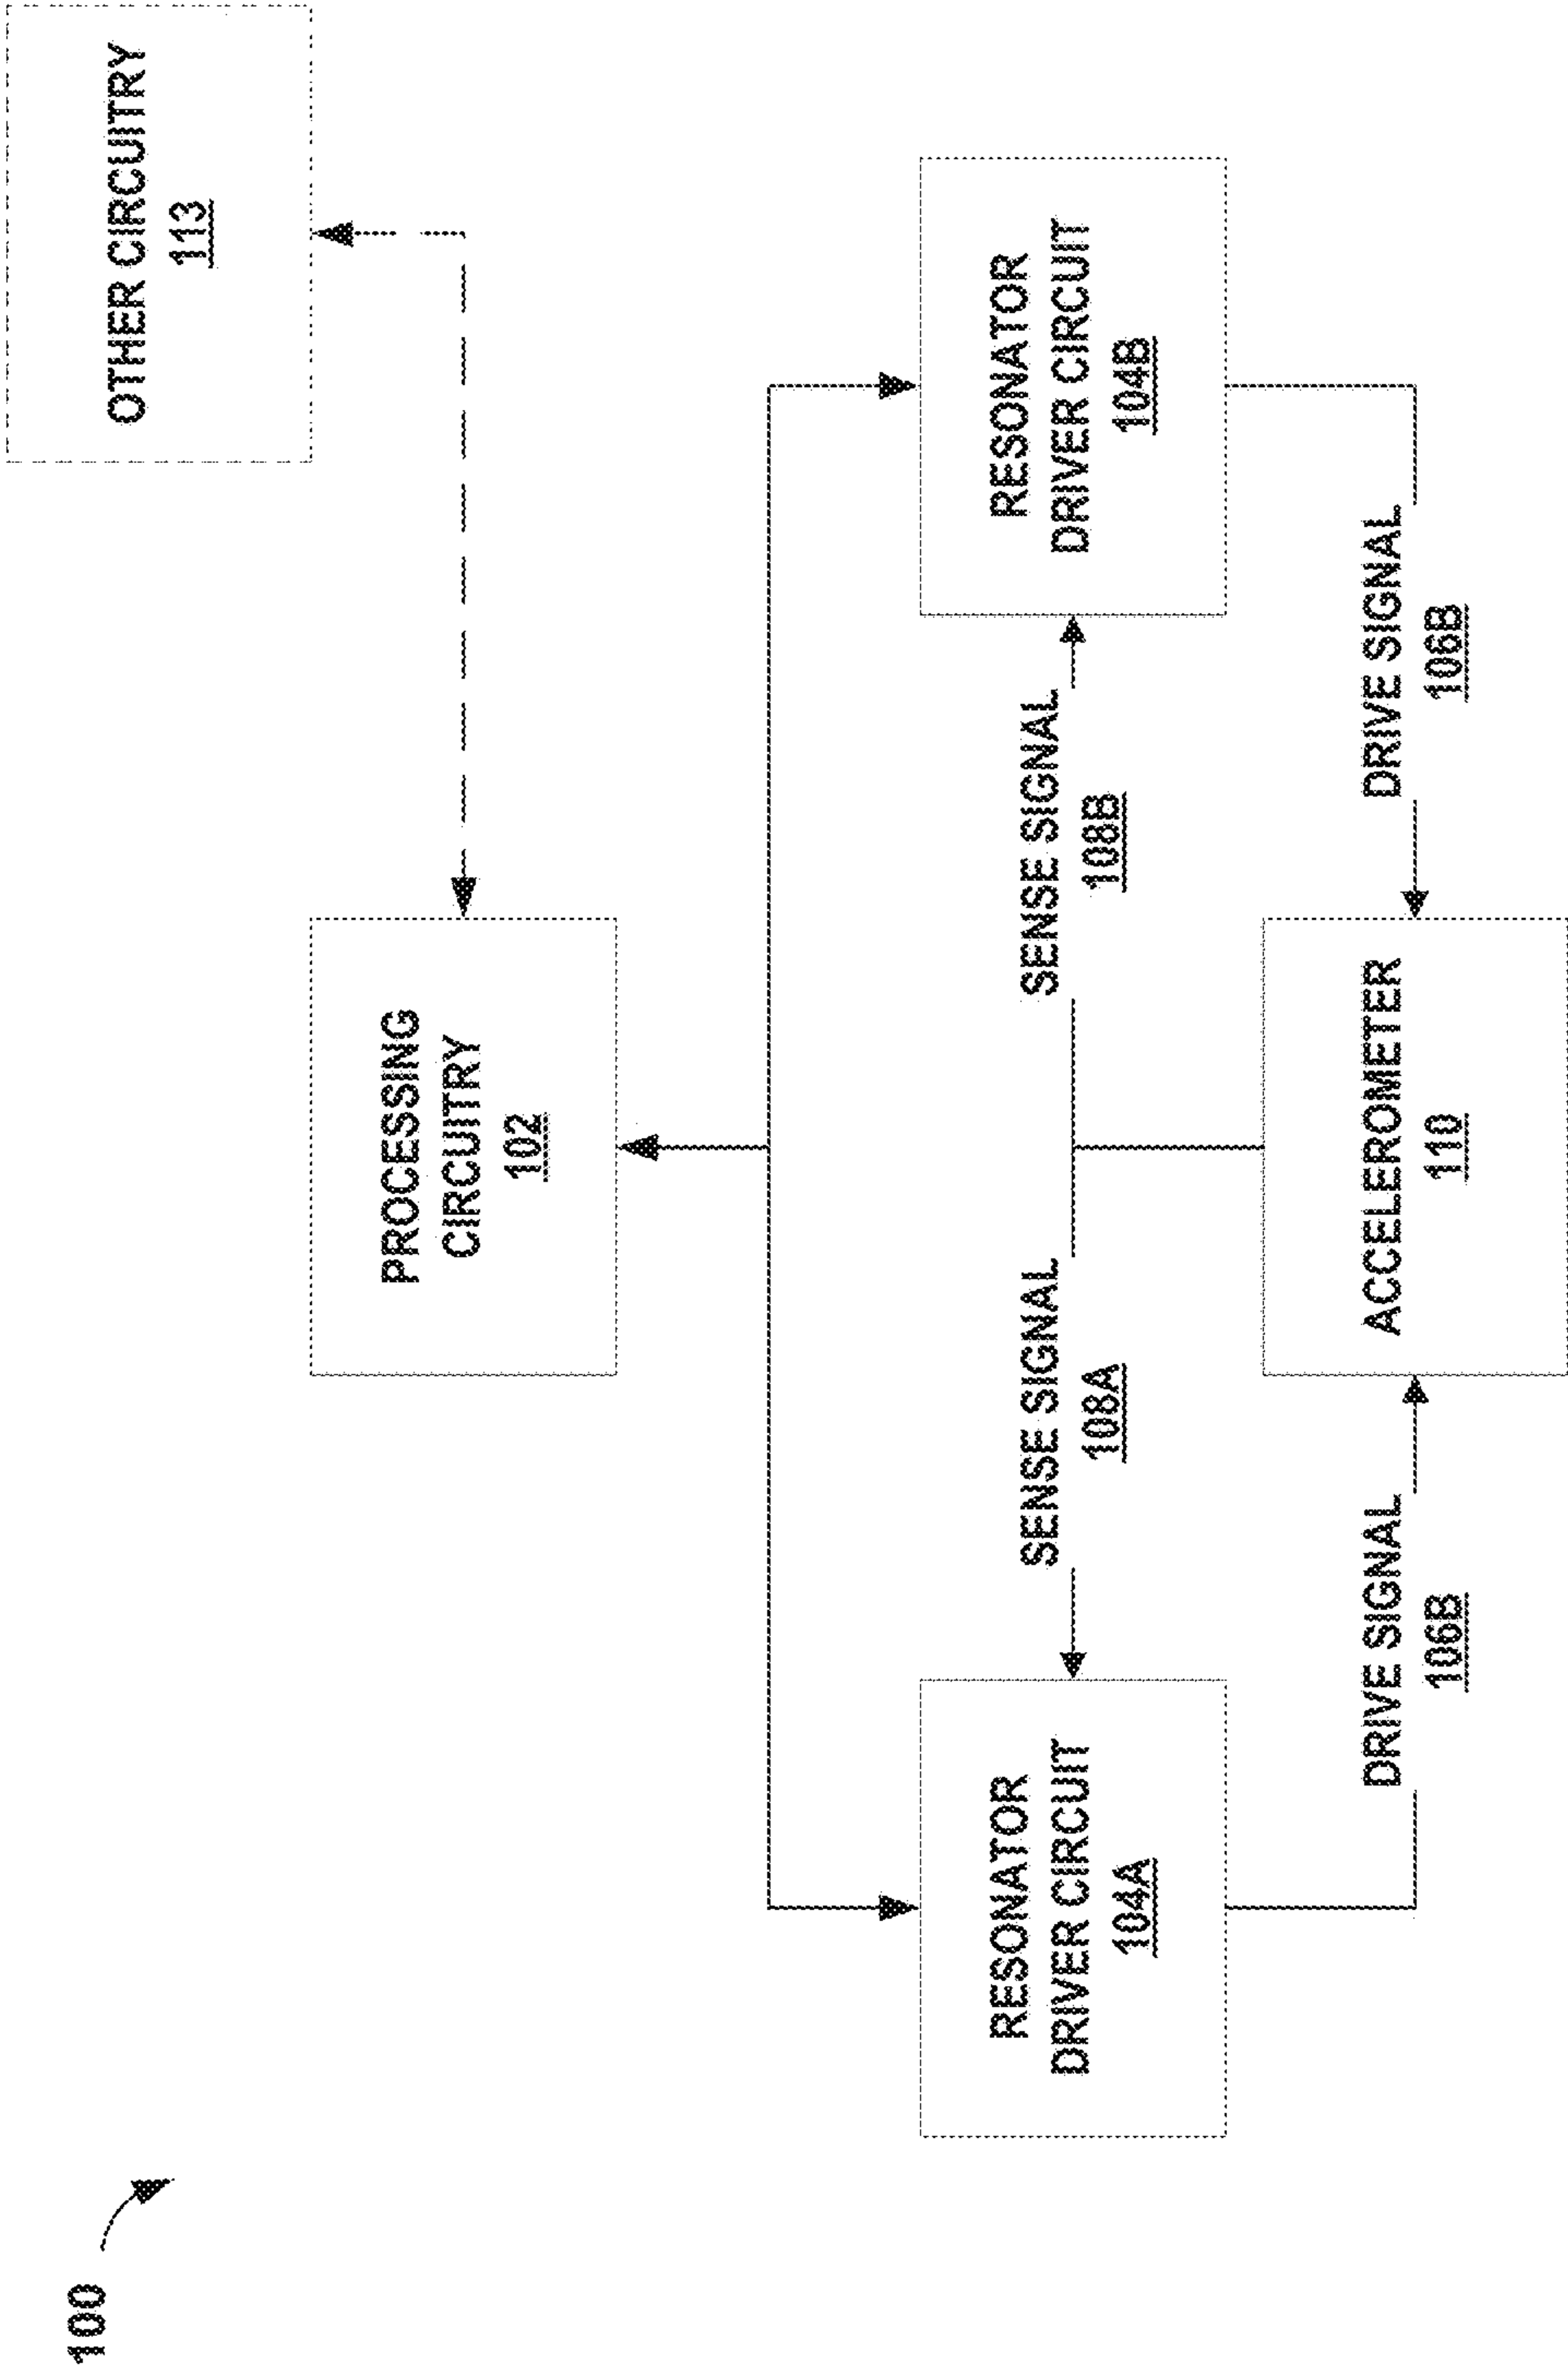 100
OTHER CIRCUITRY
113
PROCESSING
CIRCUITRY
102
RESONATOR
DRIVER CIRCUIT
104A
SENSE SIGNAL
108A
SENSE SIGNAL
108B
RESONATOR
DRIVER CIRCUIT
104B
DRIVE SIGNAL
106B
ACCELEROMETER
110
DRIVE SIGNAL
106B